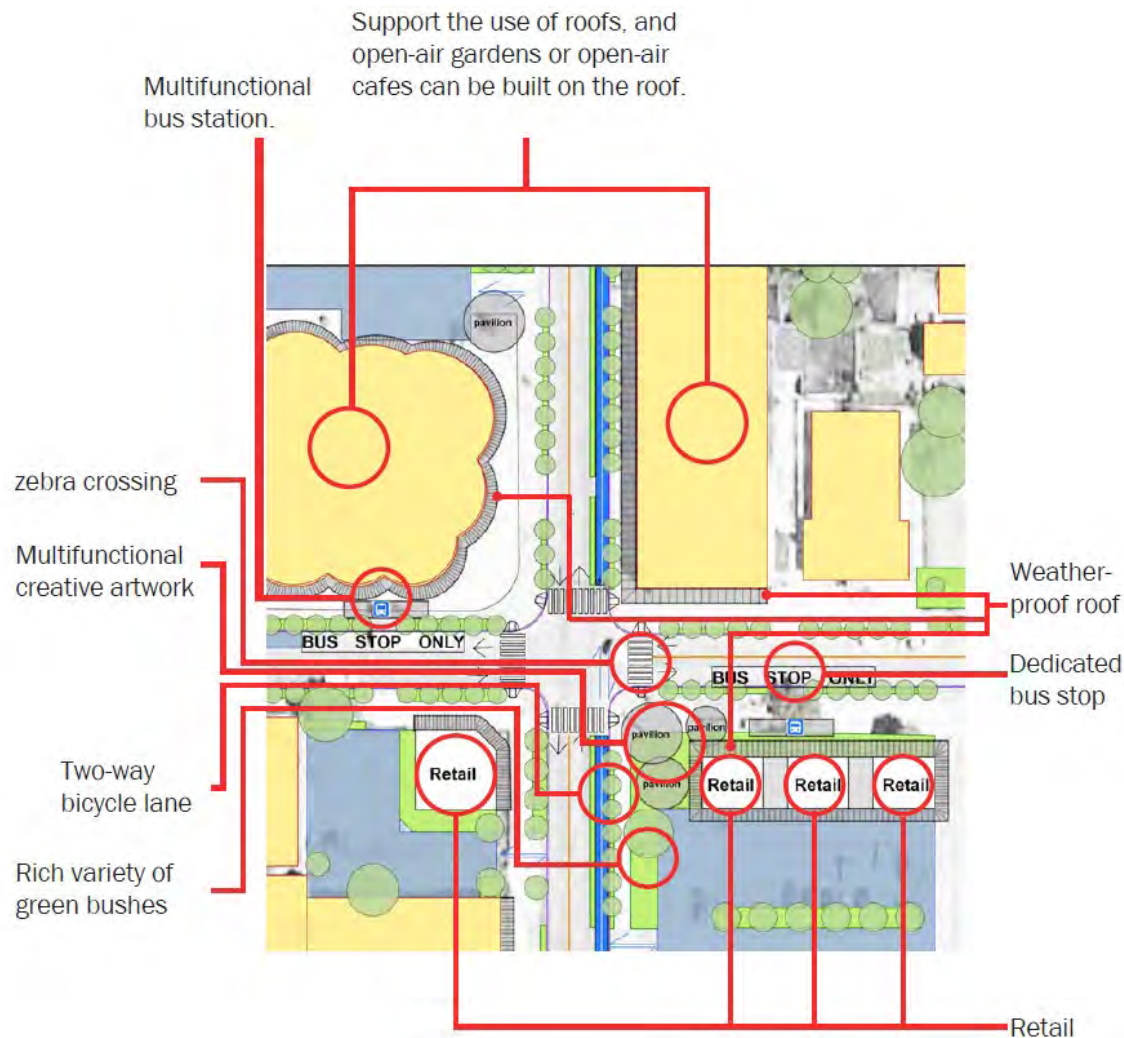 Support the use of roofs, and
open-air gardens or open-air
cafes can be built on the roof.
Multifunctional
bus station.
pavilion
zebra crossing
Multifunctional
creative artwork
Weather-
proof roof
BUS STOP ONLY
BUS STOP ONLY
Dedicated
bus stop
pavilion
pavilion
pavilion
Two-way
bicycle lane
Retail
Retail
Retail
Retail
Rich variety of
green bushes
Retail